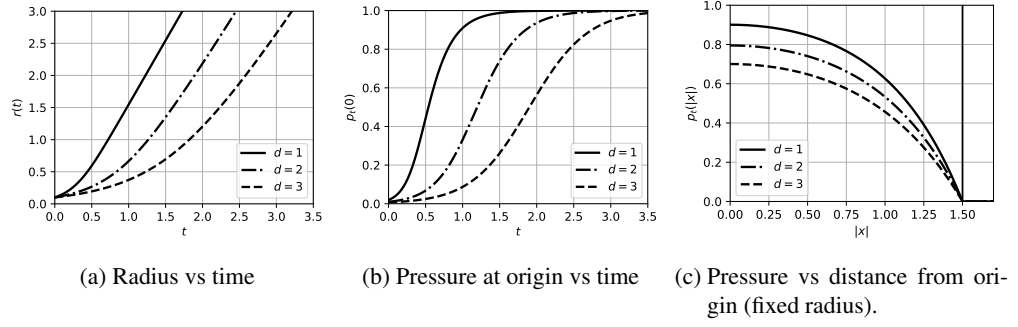 3.0
2.5
2.0
1.5
1.0
0.5
0.0
r(t)
0.0 0.5 1.0 1.5 2.0 2.5 3.0 3.5
t
d = 1
d = 2
d = 3
1.0
0.8
0.6
0.4
0.2
0.0
p_t(0)
0.0 0.5 1.0 1.5 2.0 2.5 3.0 3.5
t
d = 1
d = 2
d = 3
1.0
0.8
0.6
0.4
0.2
0.0
p_t(|x|)
0.00 0.25 0.50 0.75 1.00 1.25 1.50
|x|
d = 1
d = 2
d = 3
(a) Radius vs time
(b) Pressure at origin vs time
(c) Pressure vs distance from ori-
gin (fixed radius).